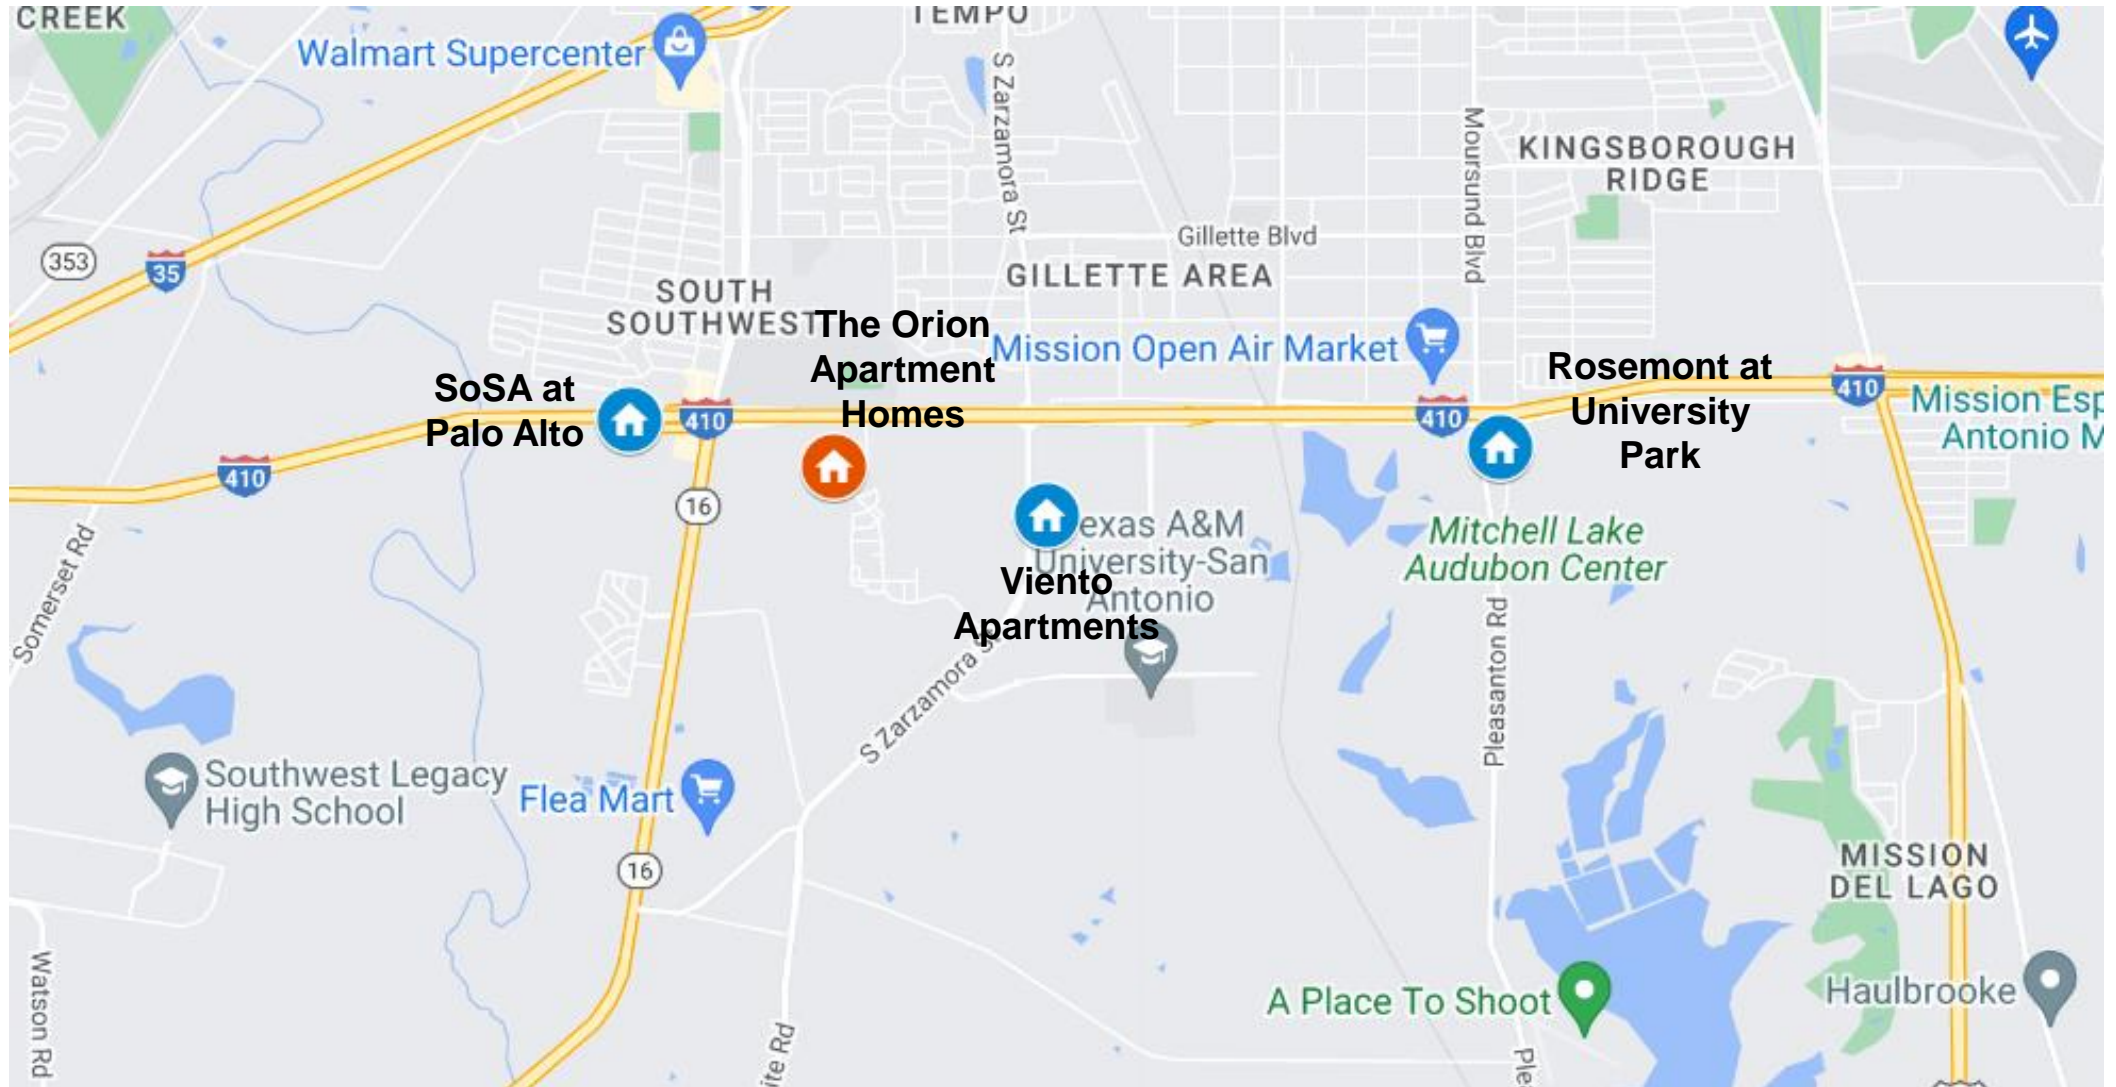 CREEK
TEMPO
Walmart Supercenter
S Zarzamora St
Moursund Blvd
KINGSBOROUGH
RIDGE
353
35
Gillette Blvd
GILLETTE AREA
SOUTH
SOUTHWEST
The Orion
Apartment
Homes
Mission Open Air Market
Rosemont at
University
Park
SoSA at
Palo Alto
410
410
410
410
Mission Esp
Antonio M
16
exas A&M
University-San
Antonio
Viento
Apartments
Mitchell Lake
Audubon Center
Somerset Rd
S Zarzamora St
Pleasanton Rd
Southwest Legacy
High School
Flea Mart
16
MISSION
DEL LAGO
Watson Rd
A Place To Shoot
Haulbrooke
ite Rd
Ple